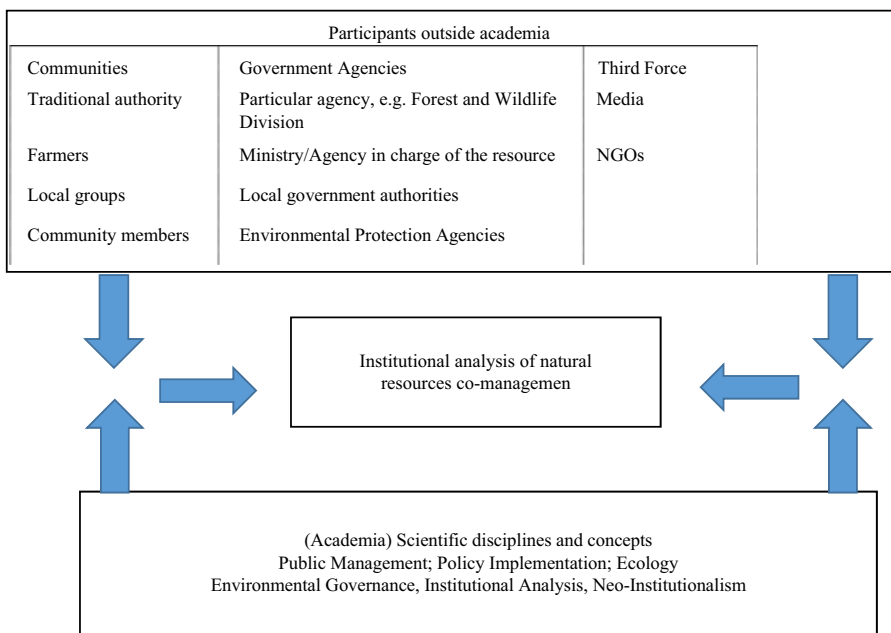 Participants outside academia
Communities Government Agencies Third Force
Traditional authority Particular agency, e.g. Forest and Wildlife Media
Division
Farmers Ministry/Agency in charge of the resource NGOs
Local groups Local government authorities
Community members Environmental Protection Agencies
Institutional analysis of natural
resources co-managemen
(Academia) Scientific disciplines and concepts
Public Management; Policy Implementation; Ecology
Environmental Governance, Institutional Analysis, Neo-Institutionalism